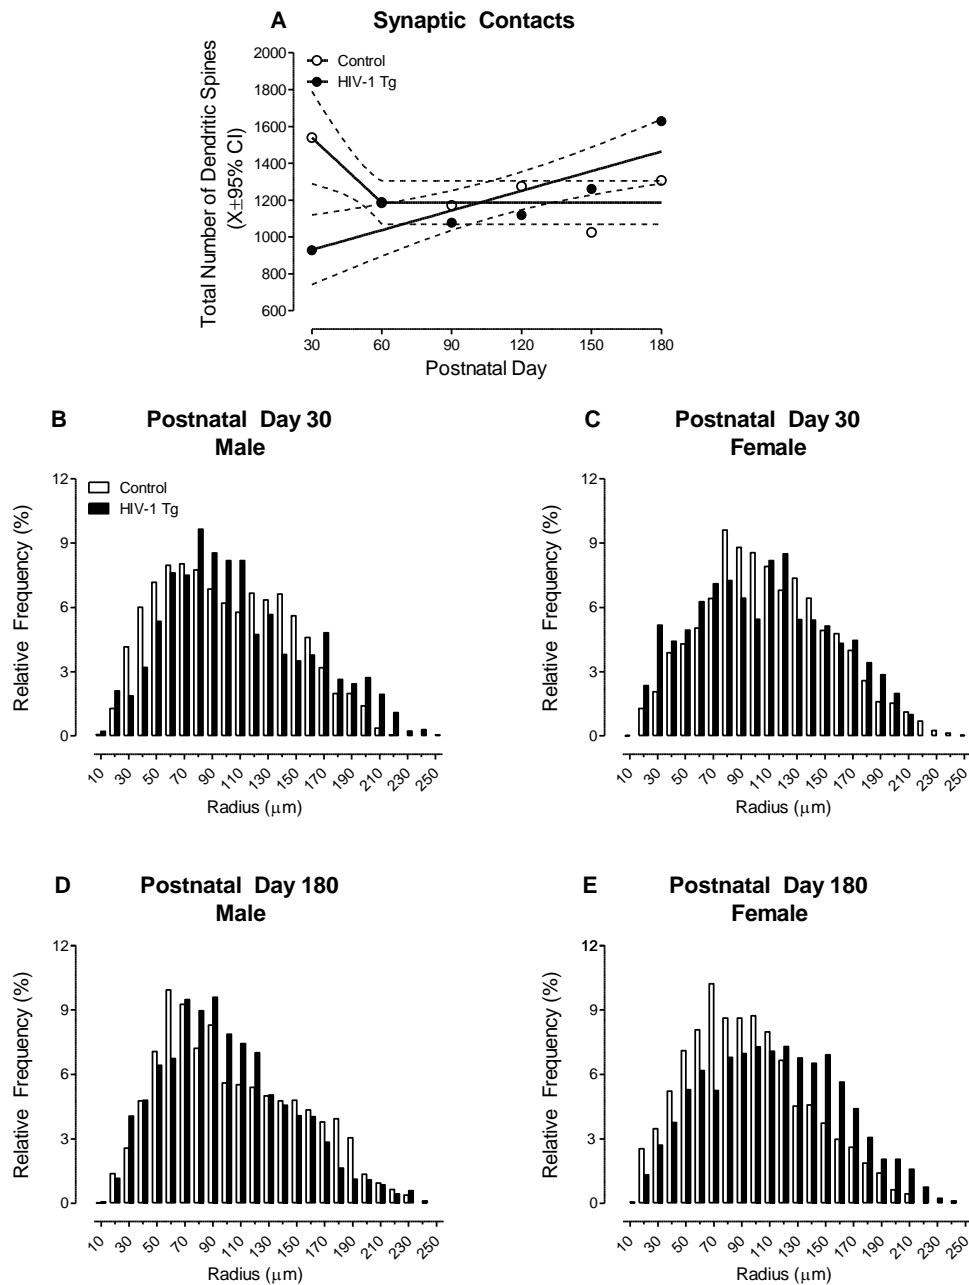 A Synaptic Contacts
Control
HIV-1 Tg
Total Number of Dendritic Spines
(X±95% CI)
2000
1800
1600
1400
1200
1000
800
600
30 60 90 120 150 180
Postnatal Day
B Postnatal Day 30
Male
Control
HIV-1 Tg
Relative Frequency (%)
12
9
6
3
0
10 30 50 70 90 110 130 150 170 190 210 230 250
Radius (μm)
C Postnatal Day 30
Female
Relative Frequency (%)
12
9
6
3
0
10 30 50 70 90 110 130 150 170 190 210 230 250
Radius (μm)
D Postnatal Day 180
Male
Relative Frequency (%)
12
9
6
3
0
10 30 50 70 90 110 130 150 170 190 210 230 250
Radius (μm)
E Postnatal Day 180
Female
Relative Frequency (%)
12
9
6
3
0
10 30 50 70 90 110 130 150 170 190 210 230 250
Radius (μm)